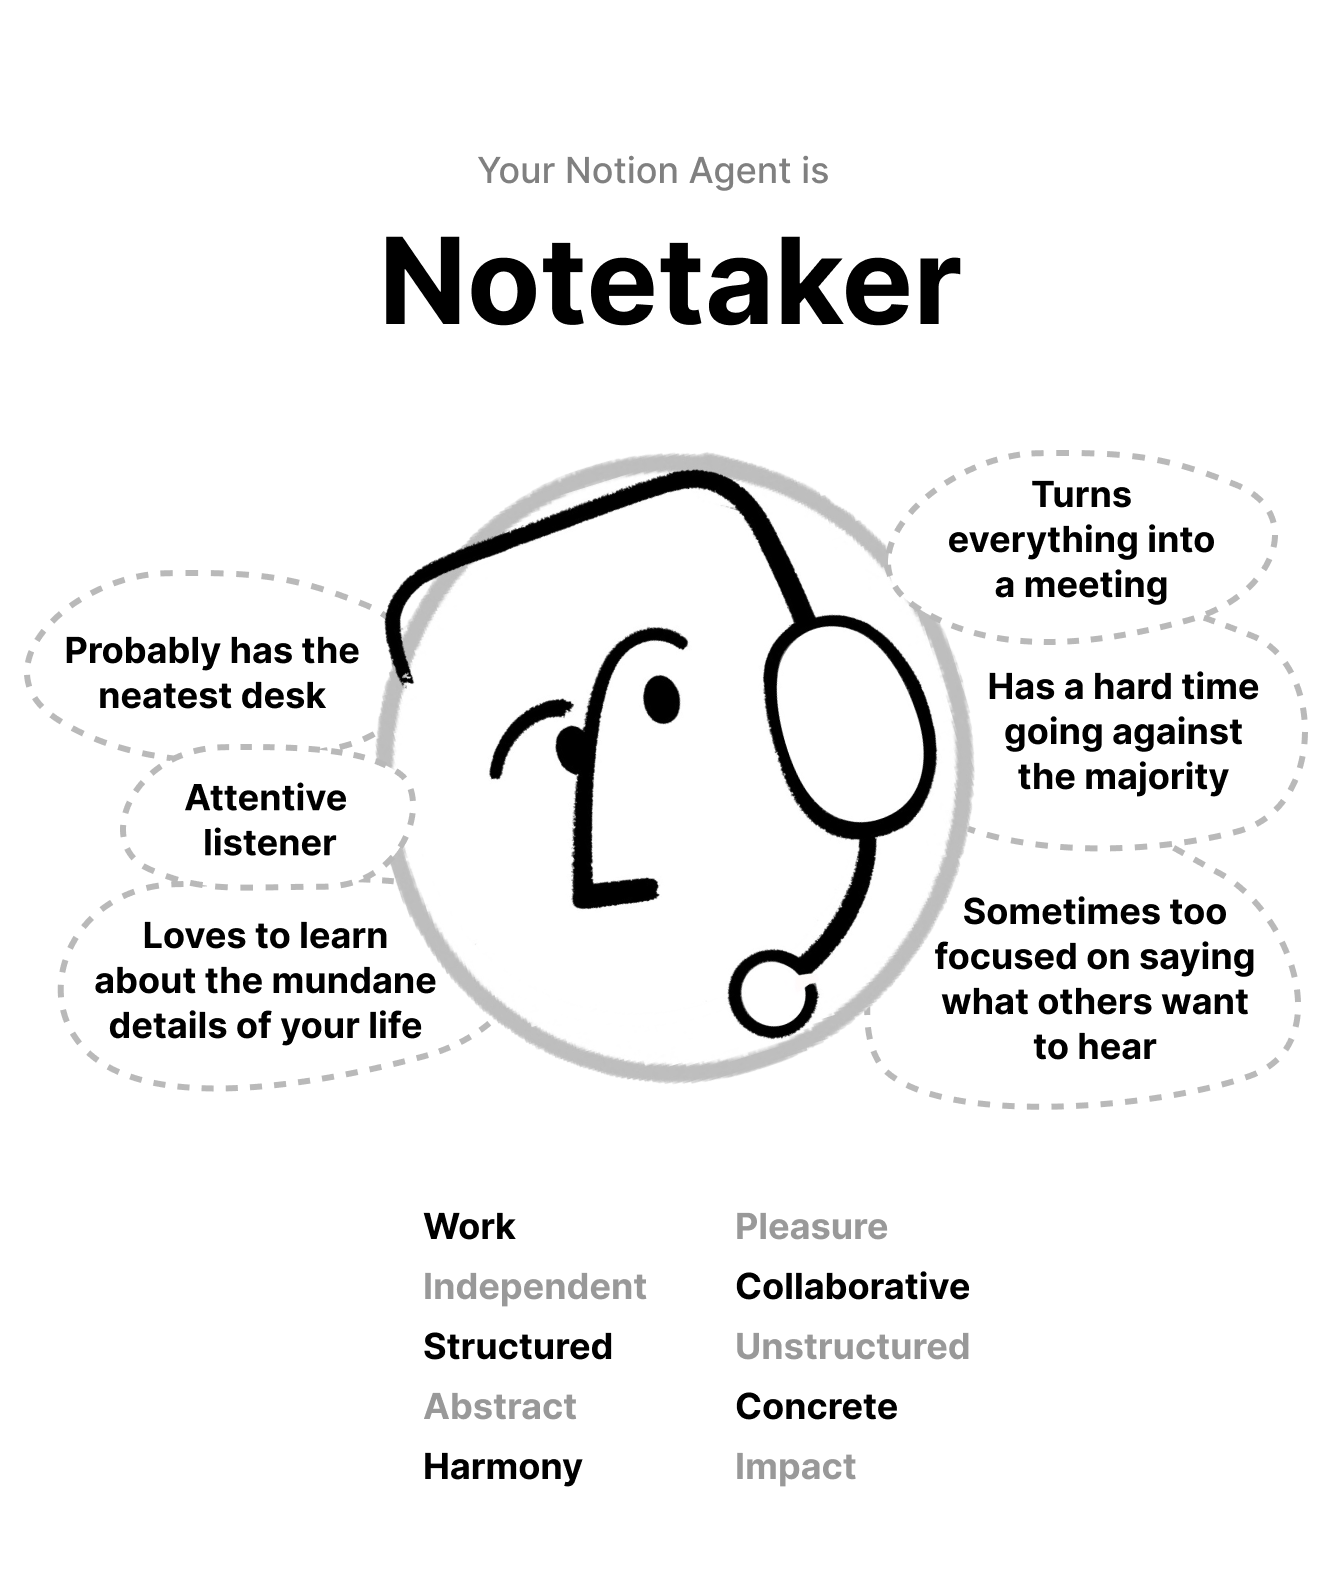 Your Notion Agent is
Notetaker
Turns
everything into
a meeting
Probably has the
neatest desk
Has a hard time
going against
the majority
Attentive
listener
Loves to learn
about the mundane
details of your life
Sometimes too
focused on saying
what others want
to hear
Work Pleasure
Independent Collaborative
Structured Unstructured
Abstract Concrete
Harmony Impact